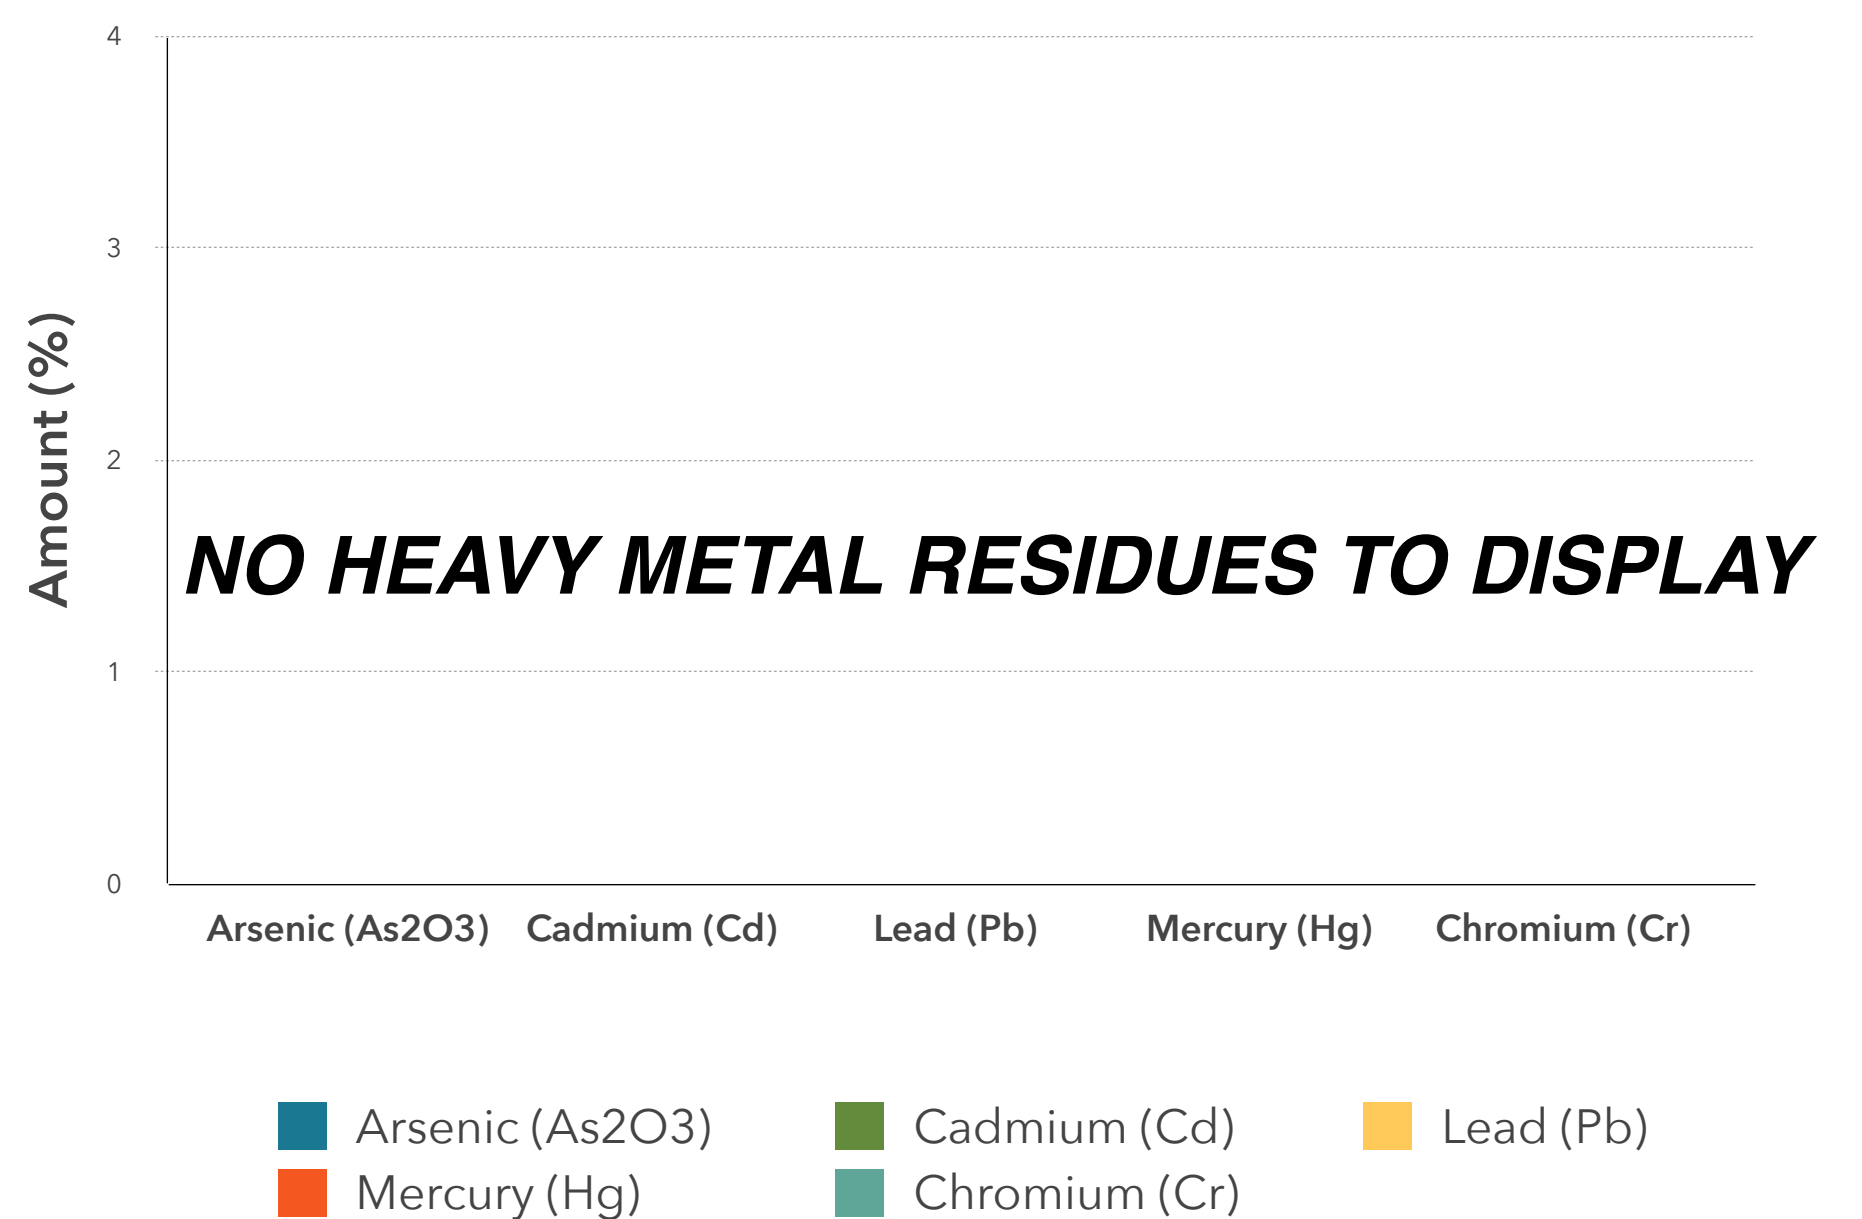 4
3
2
1
0
Amount (%)
NO HEAVY METAL RESIDUES TO DISPLAY
Arsenic (As2O3) Cadmium (Cd) Lead (Pb) Mercury (Hg) Chromium (Cr)
Arsenic (As2O3) Cadmium (Cd) Lead (Pb)
Mercury (Hg) Chromium (Cr)